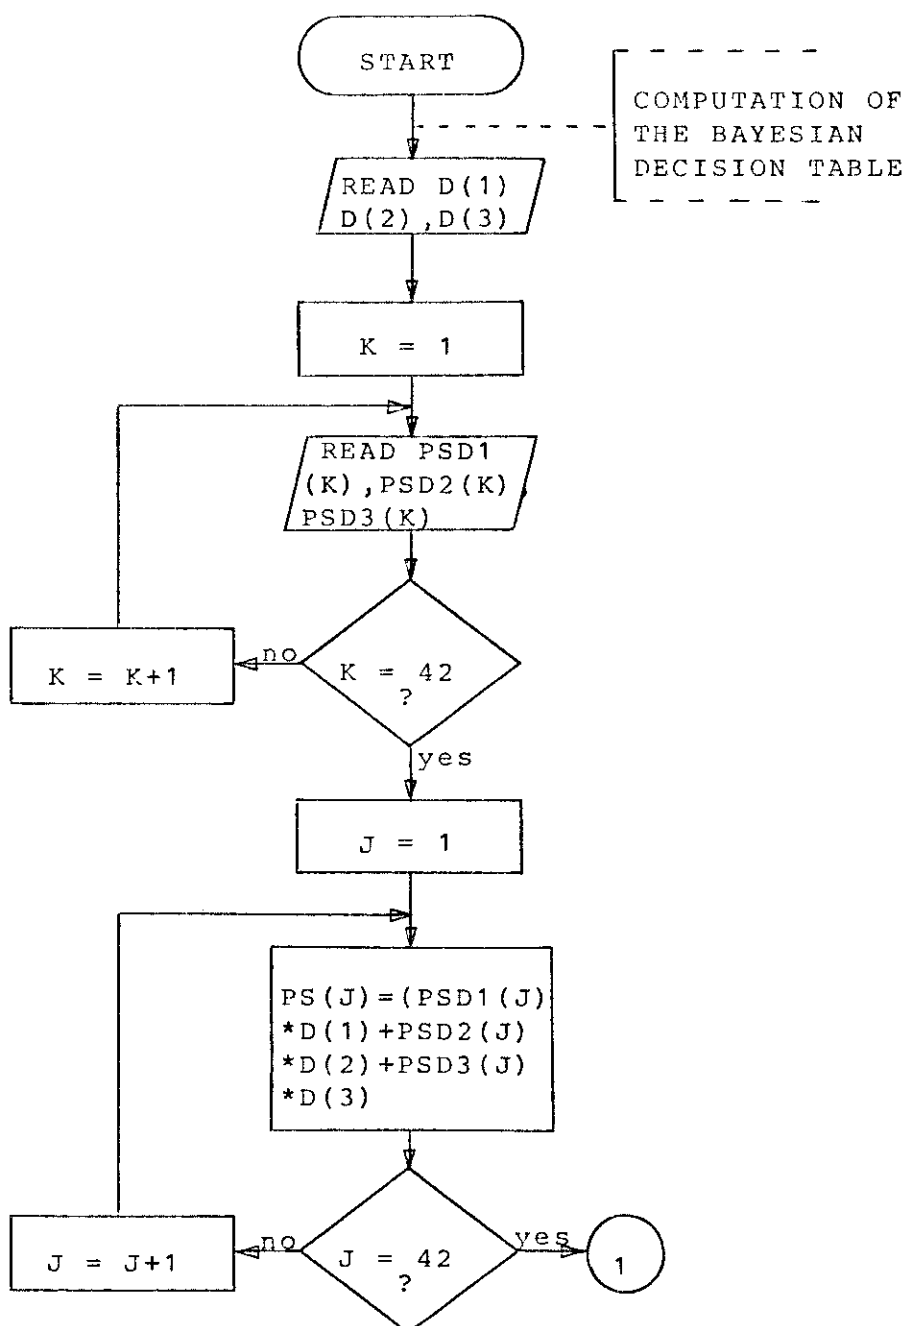 START
COMPUTATION OF
THE BAYESIAN
DECISION TABLE
READ D(1)
D(2),D(3)
K = 1
READ PSD1
(K),PSD2(K)
PSD3(K)
K = 42
?
no
K = K+1
yes
J = 1
PS(J)=(PSD1(J)
*D(1)+PSD2(J)
*D(2)+PSD3(J)
*D(3)
J = 42
?
no
J = J+1
yes
1